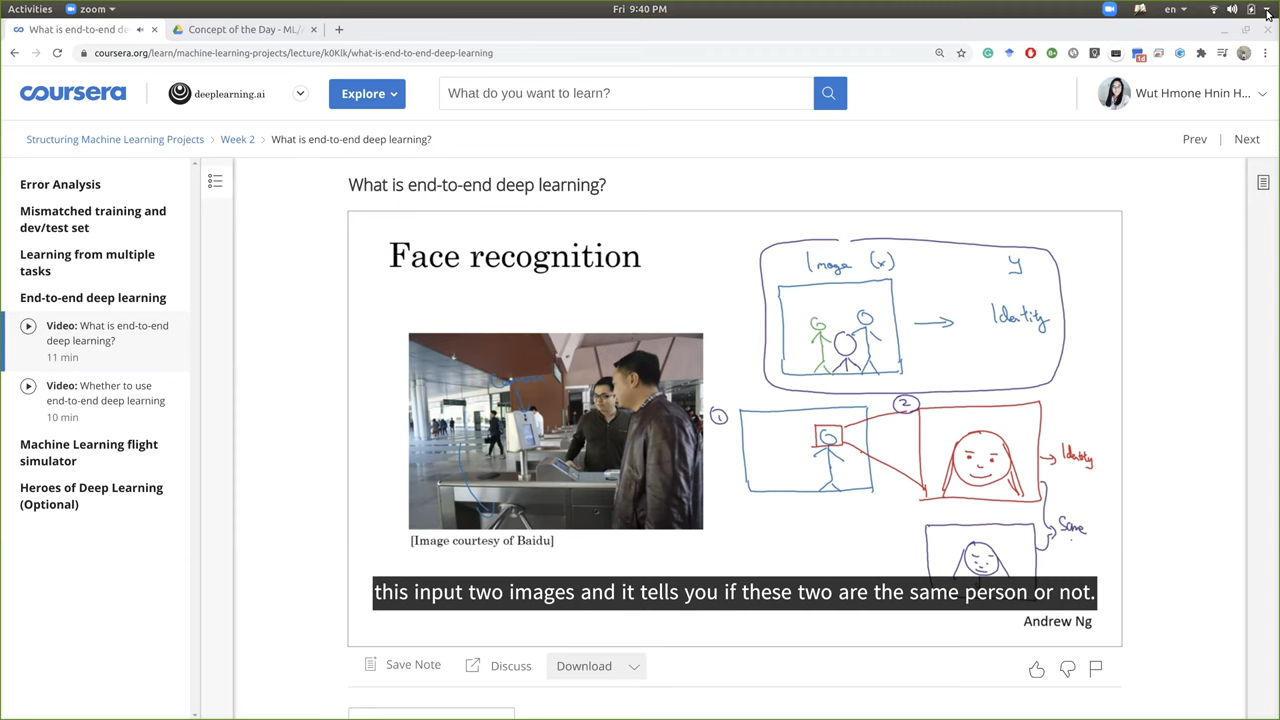 Activities zoom Fri 9:40 PM en
What is end-to-end de Concept of the Day - ML/
coursera.org/learn/machine-learning-projects/lecture/k0Klk/what-is-end-to-end-deep-learning
coursera deeplearning.ai Explore What do you want to learn? Wut Hmone Hnin H...
Structuring Machine Learning Projects > Week 2 > What is end-to-end deep learning? Prev | Next
Error Analysis
Mismatched training and
dev/test set
Learning from multiple
tasks
End-to-end deep learning
Video: What is end-to-end
deep learning?
11 min
Video: Whether to use
end-to-end deep learning
10 min
Machine Learning flight
simulator
Heroes of Deep Learning
(Optional)
What is end-to-end deep learning?
Face recognition
Image (x) y
Identity
1 2
Identity
Same
[Image courtesy of Baidu]
this input two images and it tells you if these two are the same person or not.
Andrew Ng
Save Note Discuss Download